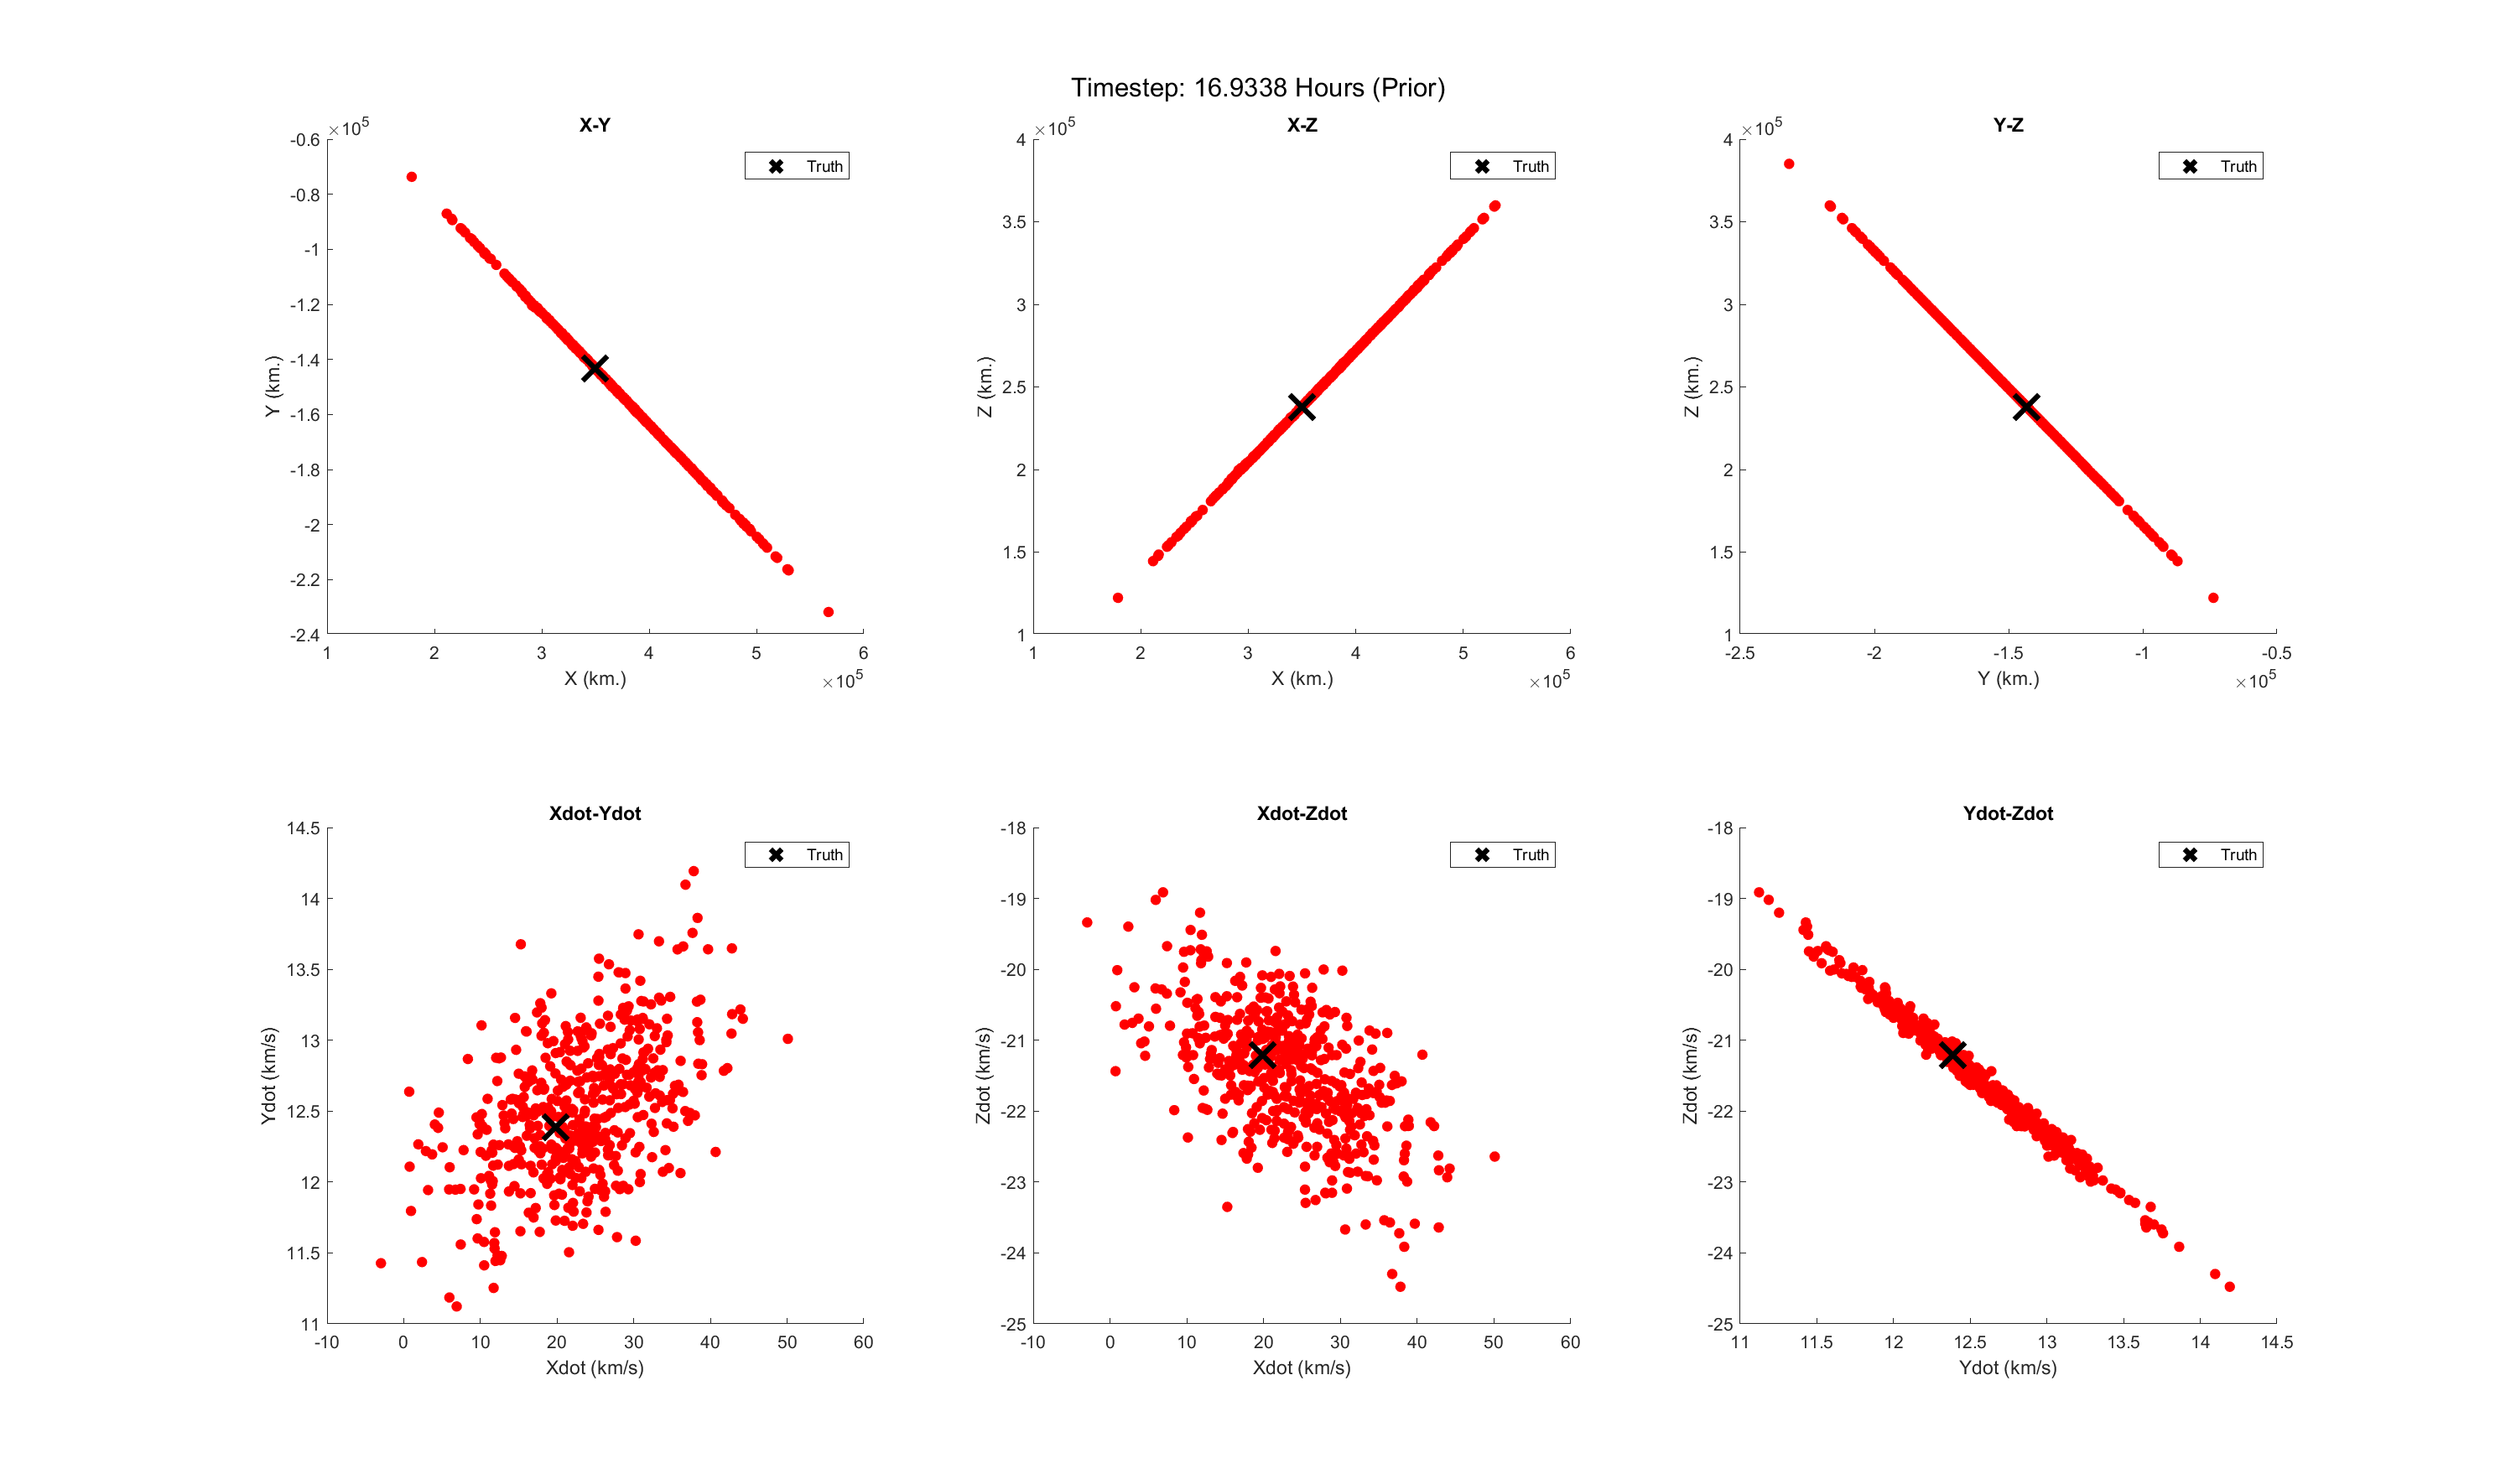 Timestep: 16.9338 Hours (Prior)
X-Y
×10^5
Truth
-0.6
-0.8
-1
-1.2
-1.4
-1.6
-1.8
-2
-2.2
-2.4
Y (km.)
1 2 3 4 5 6
X (km.)
×10^5
X-Z
×10^5
Truth
4
3.5
3
2.5
2
1.5
1
Z (km.)
1 2 3 4 5 6
X (km.)
×10^5
Y-Z
×10^5
Truth
4
3.5
3
2.5
2
1.5
1
Z (km.)
-2.5 -2 -1.5 -1 -0.5
Y (km.)
×10^5
Xdot-Ydot
Truth
14.5
14
13.5
13
12.5
12
11.5
11
Ydot (km/s)
-10 0 10 20 30 40 50 60
Xdot (km/s)
Xdot-Zdot
Truth
-18
-19
-20
-21
-22
-23
-24
-25
Zdot (km/s)
-10 0 10 20 30 40 50 60
Xdot (km/s)
Ydot-Zdot
Truth
-18
-19
-20
-21
-22
-23
-24
-25
Zdot (km/s)
11 11.5 12 12.5 13 13.5 14 14.5
Ydot (km/s)